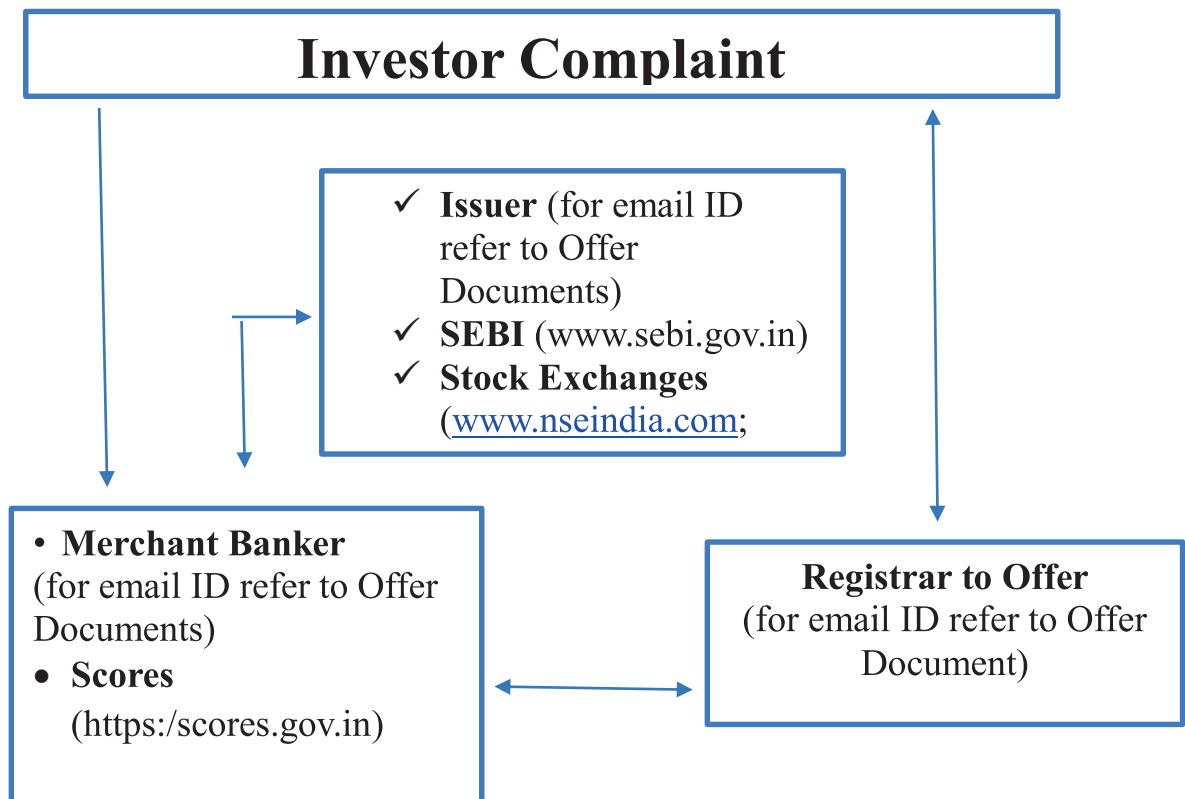 Investor Complaint
✓ Issuer (for email ID
refer to Offer
Documents)
✓ SEBI (www.sebi.gov.in)
✓ Stock Exchanges
(www.nseindia.com;
• Merchant Banker
(for email ID refer to Offer
Documents)
• Scores
(https:/scores.gov.in)
Registrar to Offer
(for email ID refer to Offer
Document)